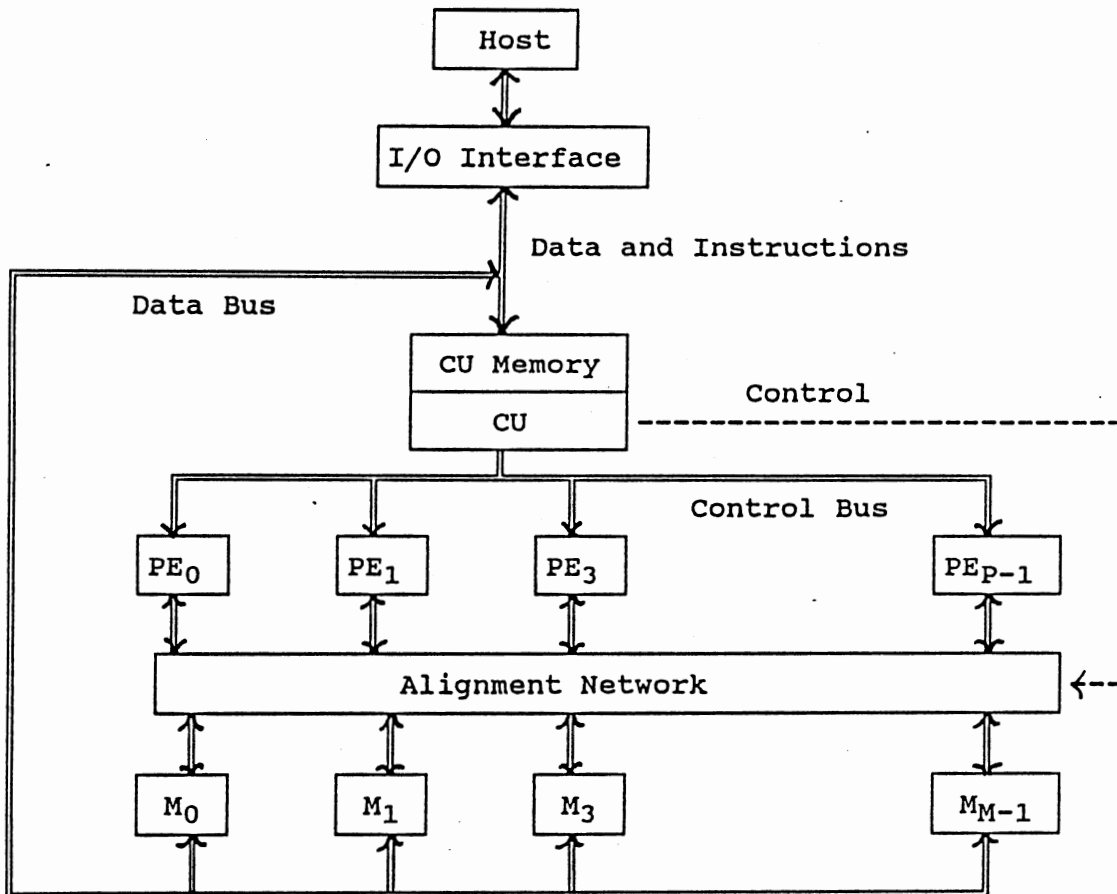 Host
I/O Interface
Data and Instructions
Data Bus
CU Memory
Control
CU
Control Bus
PE0 PE1 PE3 PEP-1
Alignment Network
M0 M1 M3 MM-1